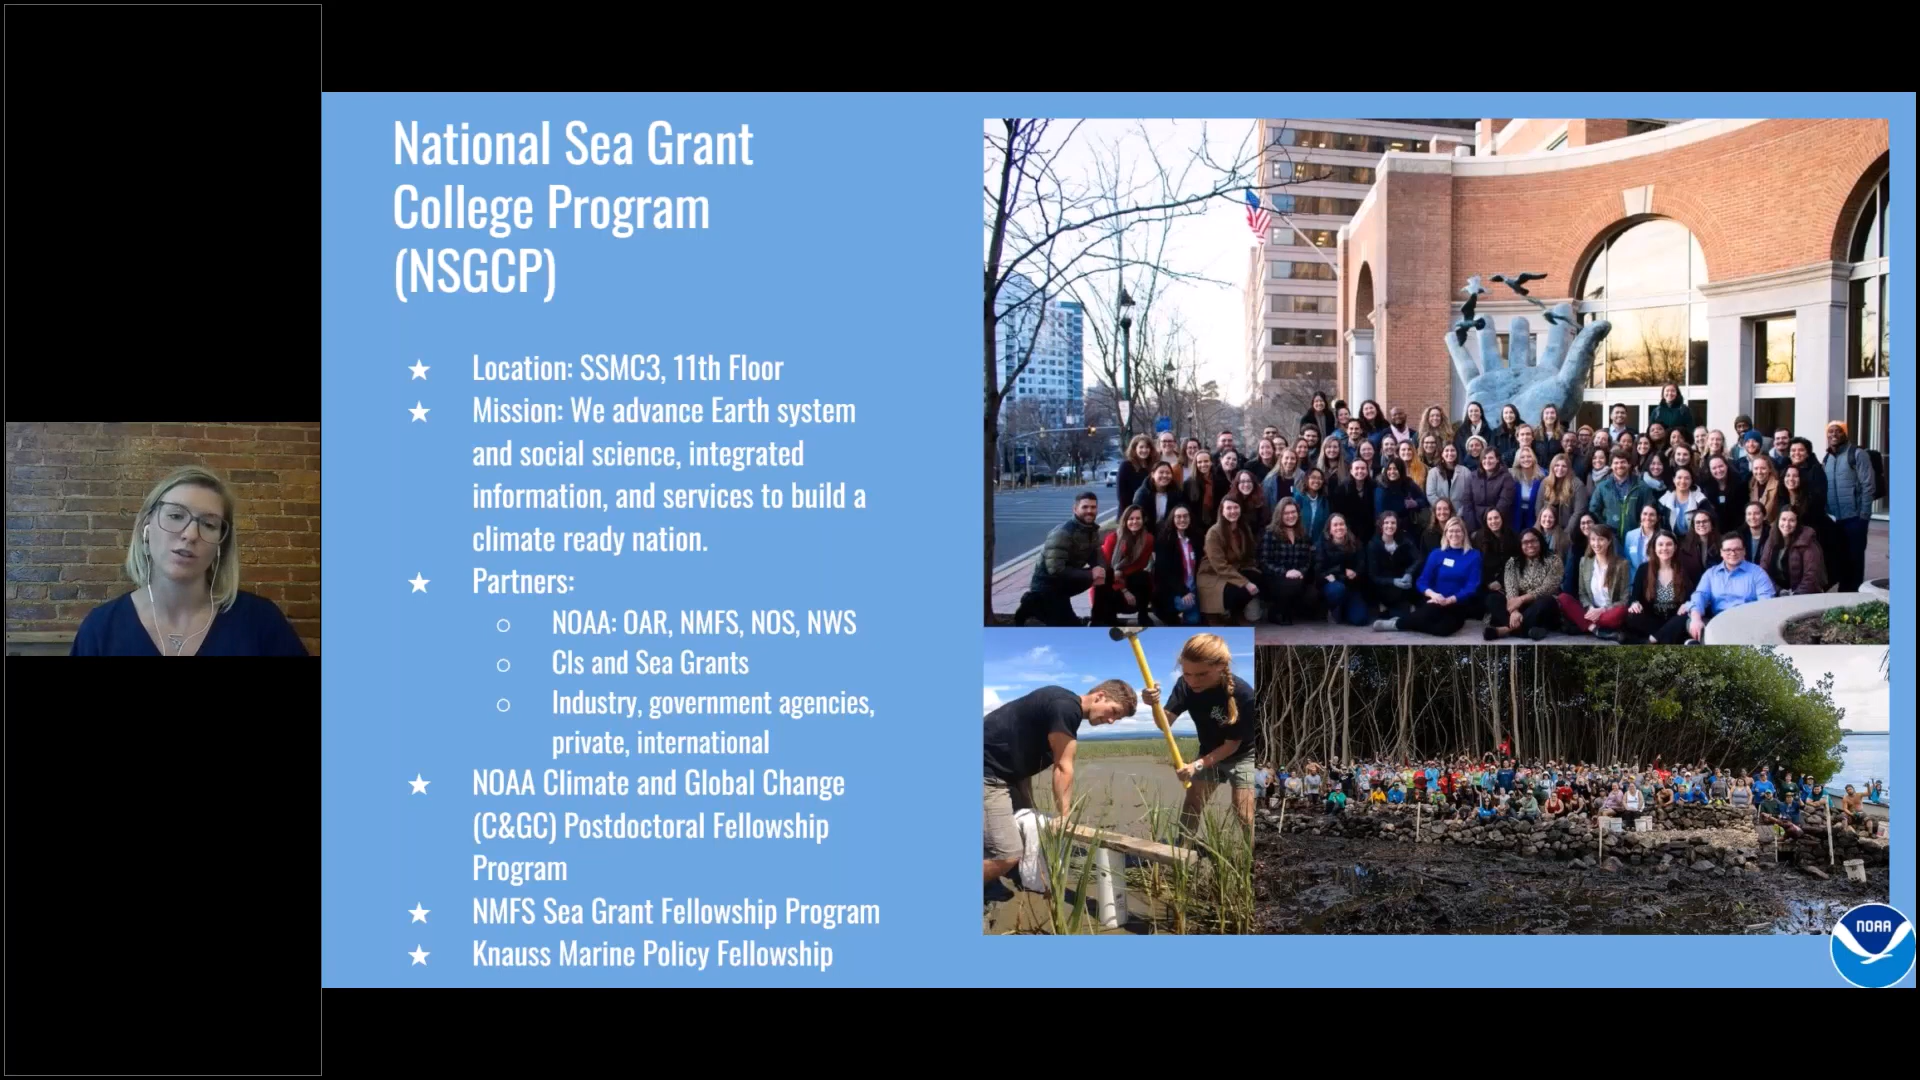 National Sea Grant
College Program
(NSGCP)
★ Location: SSMC3, 11th Floor
★ Mission: We advance Earth system
and social science, integrated
information, and services to build a
climate ready nation.
★ Partners:
○ NOAA: OAR, NMFS, NOS, NWS
○ CIs and Sea Grants
○ Industry, government agencies,
private, international
★ NOAA Climate and Global Change
(C&GC) Postdoctoral Fellowship
Program
★ NMFS Sea Grant Fellowship Program
★ Knauss Marine Policy Fellowship
NOAA